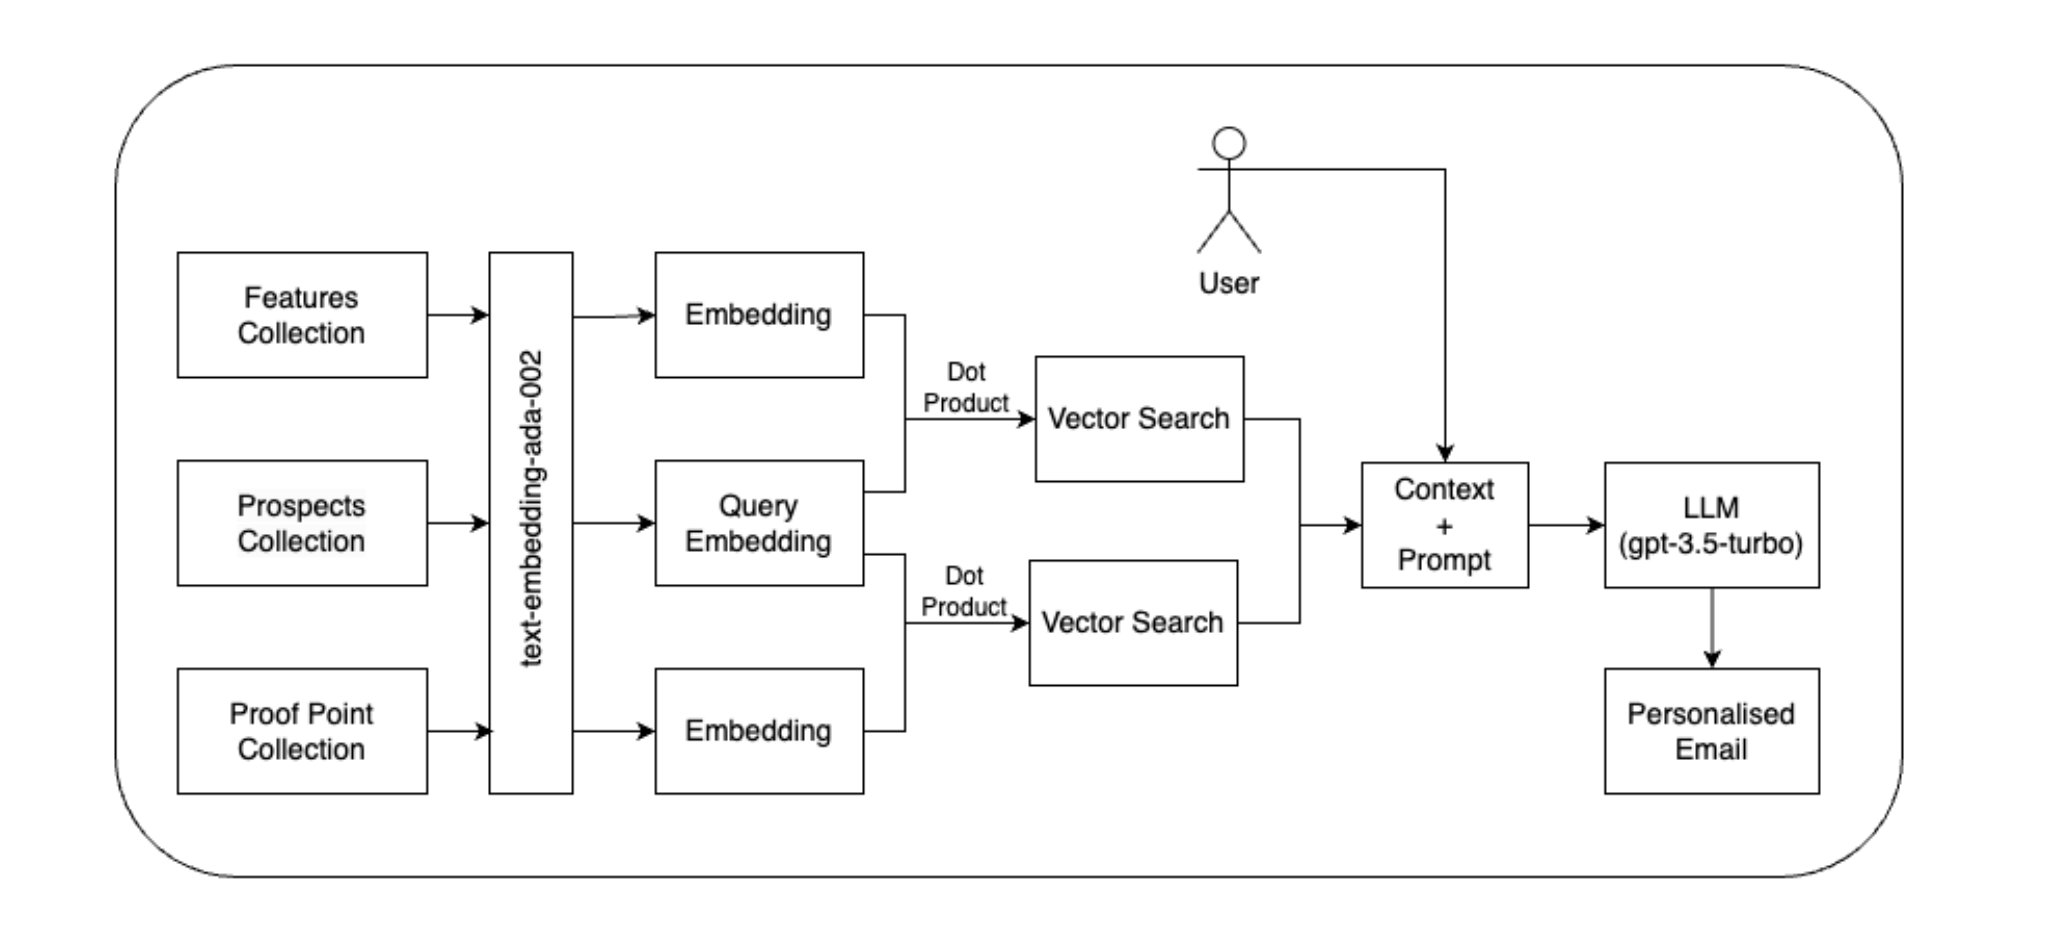 User
Features
Collection
Embedding
Dot
Product
Vector Search
text-embedding-ada-002
Prospects
Collection
Query
Embedding
Context
+
Prompt
LLM
(gpt-3.5-turbo)
Dot
Product
Vector Search
Proof Point
Collection
Embedding
Personalised
Email